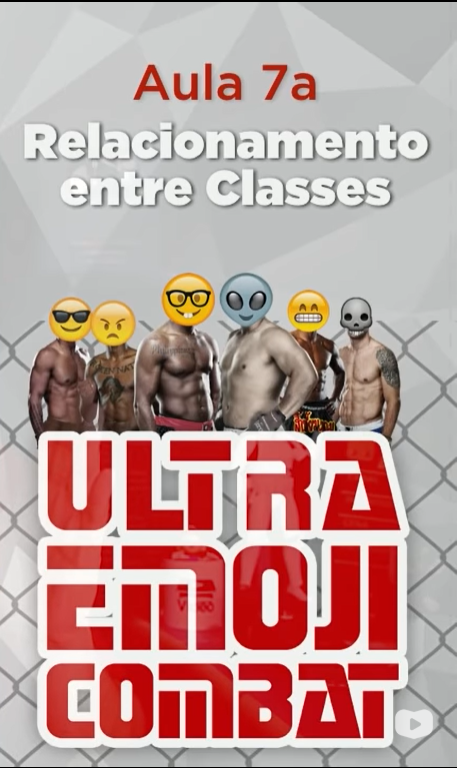 Aula 7a
Relacionamento
entre Classes
ULTRA
EMOJI
COMBAT